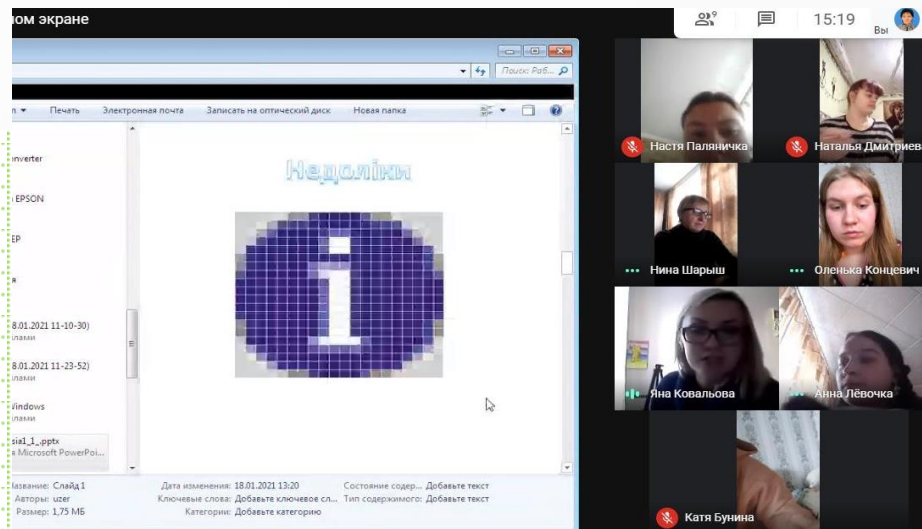 ом экране
9
15:19
Вы
Поиск: Раб...
Печать Электронная почта Записать на оптический диск Новая папка
nverter
EPSON
ЕР
Недоліки
8.01.2021 11-10-30)
8.01.2021 11-23-52)
Windows
sia1_1_.pptx
Microsoft PowerPoi...
Название: Слайд 1 Дата изменения: 18.01.2021 13:20 Состояние содер... Добавьте текст
Авторы: uzer Ключевые слова: Добавьте ключевое сл... Тип содержимого: Добавьте текст
Размер: 1,75 МБ Категории: Добавьте категорию
Настя Паляничка
Наталья Дмитриев
Нина Шарыш
Оленька Концевич
Яна Ковальова
Анна Лёвочка
Катя Бунина